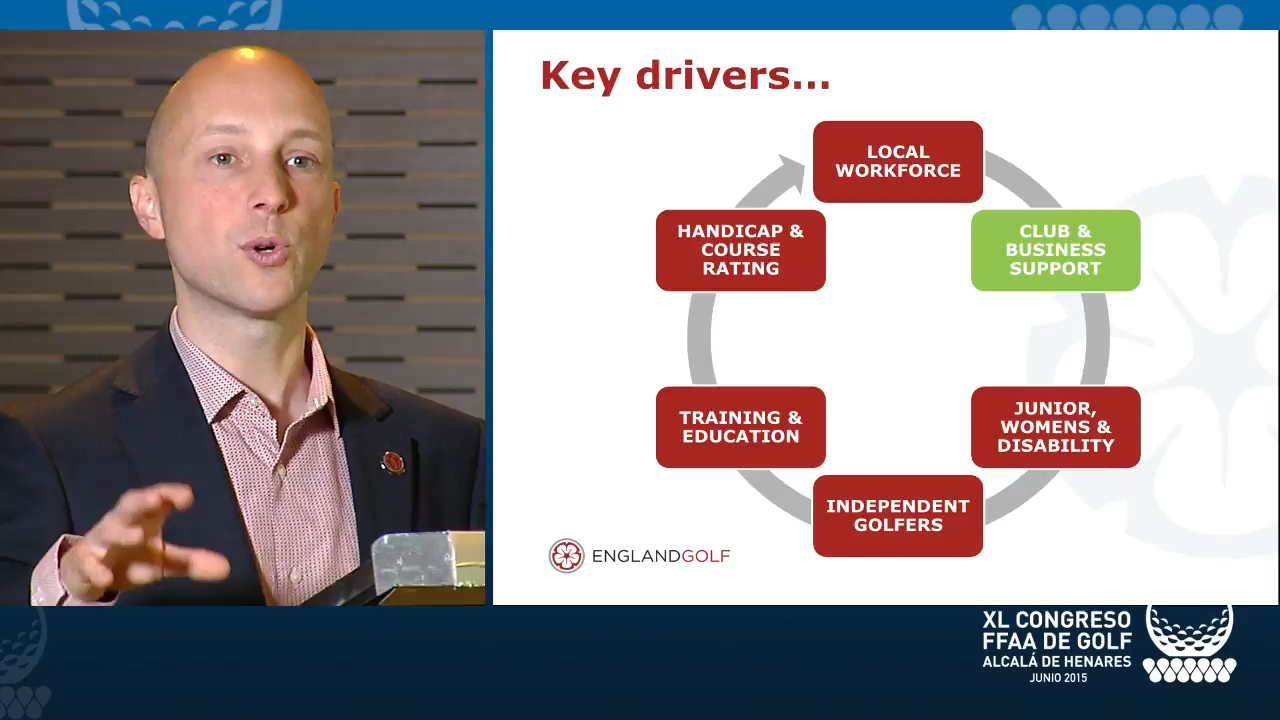 Key drivers...
LOCAL
WORKFORCE
CLUB &
BUSINESS
SUPPORT
JUNIOR,
WOMENS &
DISABILITY
INDEPENDENT
GOLFERS
TRAINING &
EDUCATION
HANDICAP &
COURSE
RATING
ENGLANDGOLF
XL CONGRESO
FFAA DE GOLF
ALCALÁ DE HENARES
JUNIO 2015